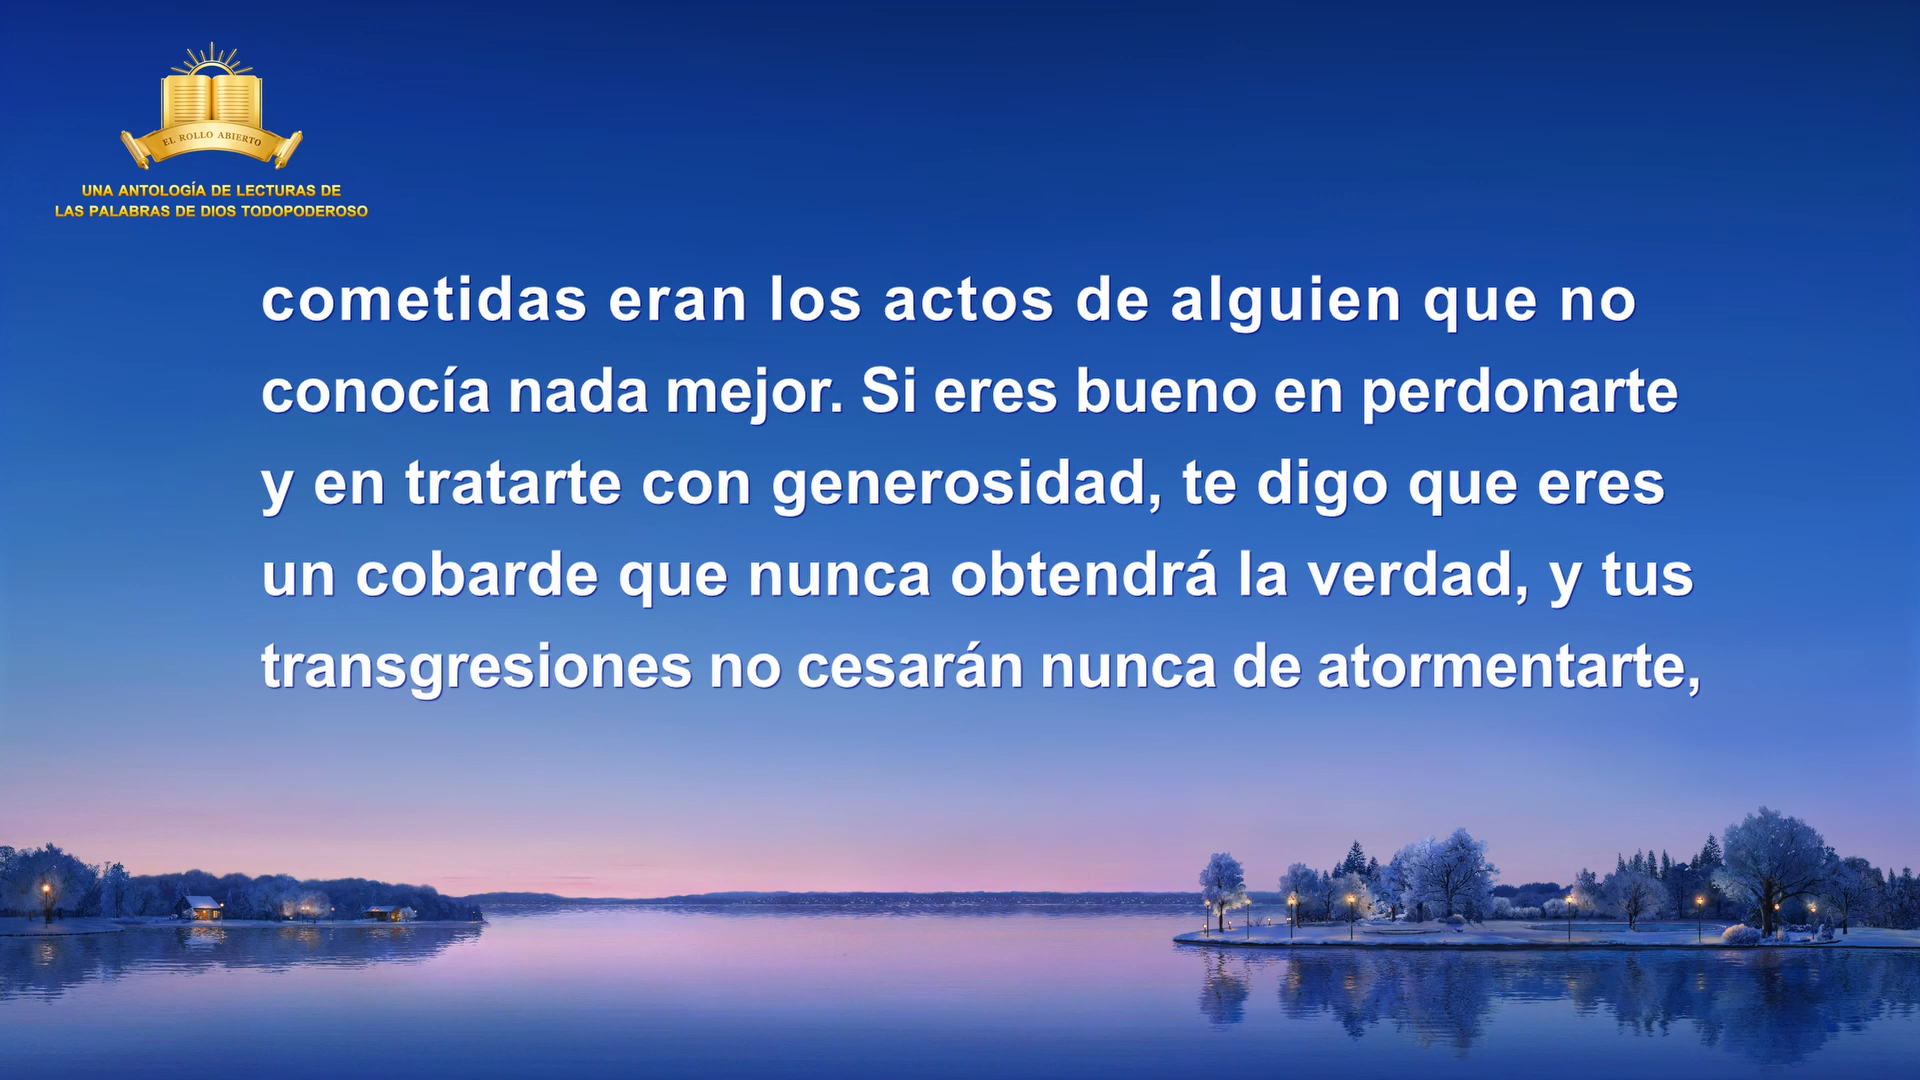 EL ROLLO ABIERTO
UNA ANTOLOGÍA DE LECTURAS DE
LAS PALABRAS DE DIOS TODOPODEROSO
cometidas eran los actos de alguien que no
conocía nada mejor. Si eres bueno en perdonarte
y en tratarte con generosidad, te digo que eres
un cobarde que nunca obtendrá la verdad, y tus
transgresiones no cesarán nunca de atormentarte,